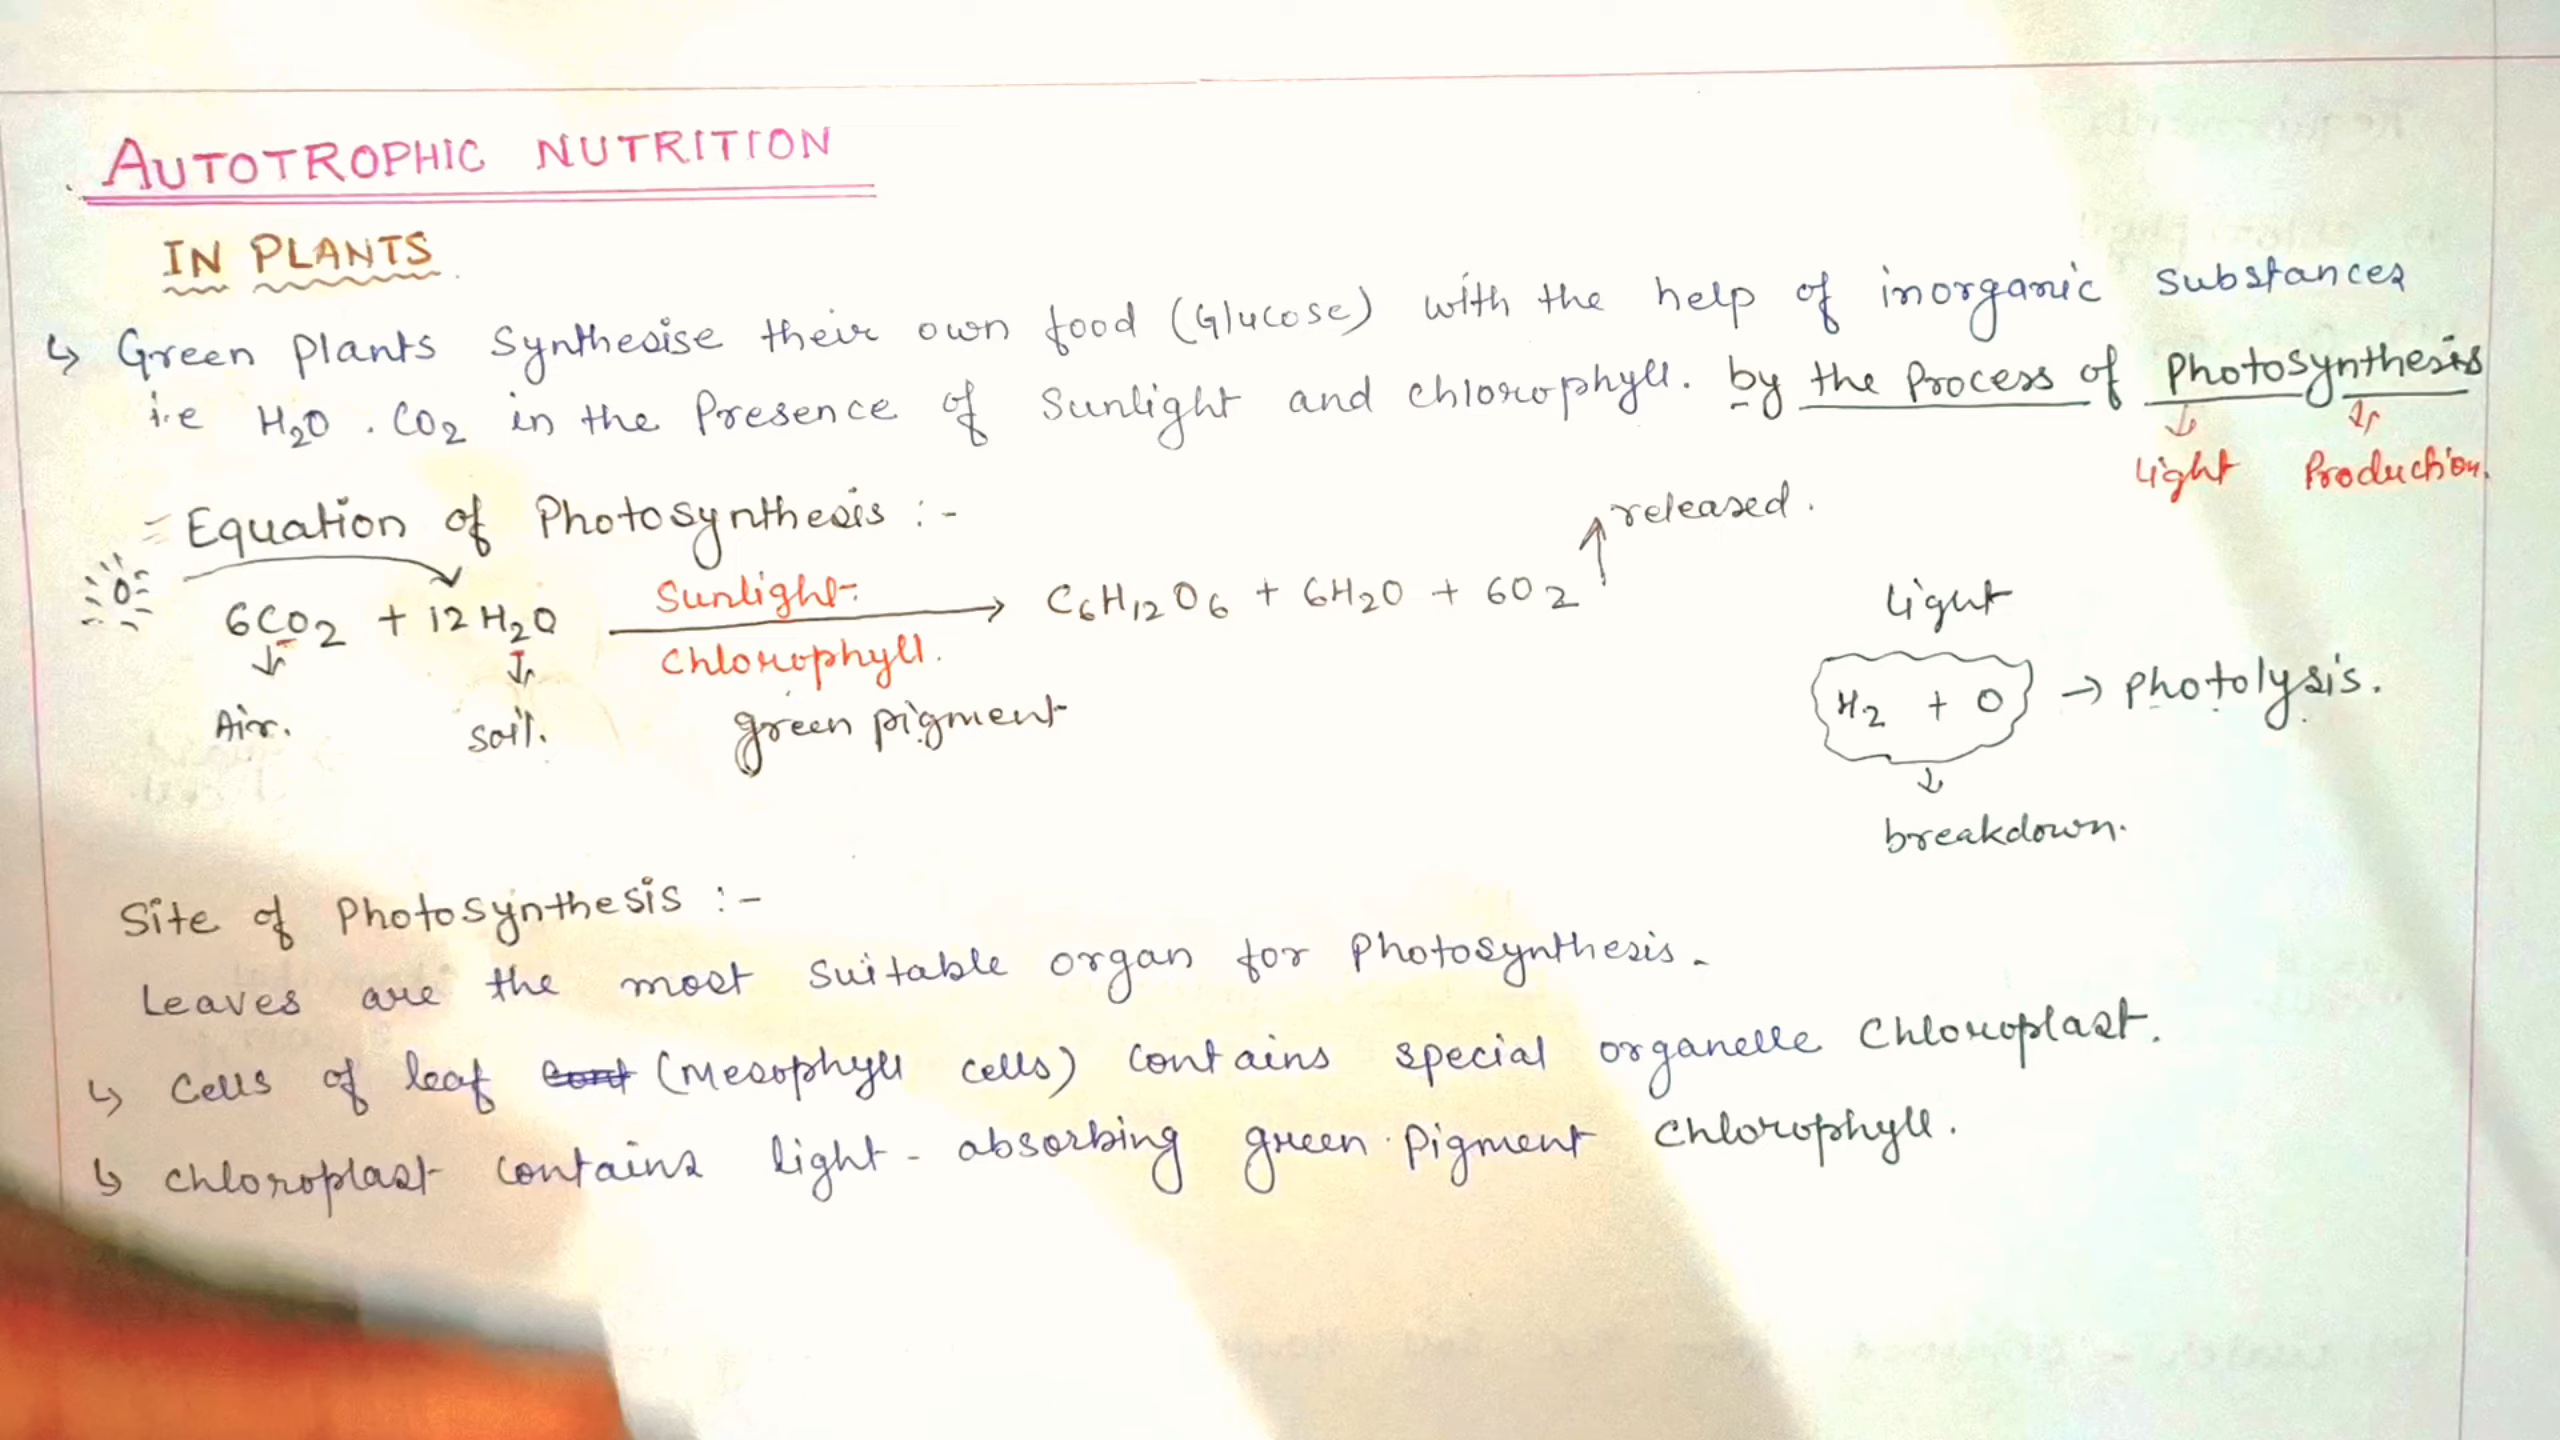 AUTOTROPHIC NUTRITION
IN PLANTS
↳ Green plants synthesise their own food (Glucose) with the help of inorganic substances
i.e H₂O . CO₂ in the Presence of Sunlight and chlorophyll. by the Process of Photosynthesis
Light Production.
= Equation of Photosynthesis :-
6CO₂ + 12H₂O Sunlight → C₆H₁₂O₆ + 6H₂O + 6O₂ ↑ released.
Chlorophyll.
Air. Soil. green pigment
Light
H₂ + O → Photolysis.
breakdown.
Site of Photosynthesis :-
Leaves are the most suitable organ for Photosynthesis.
↳ Cells of leaf cont (Mesophyll cells) contains special organelle Chloroplast.
↳ chloroplast contains light - absorbing green Pigment chlorophyll.